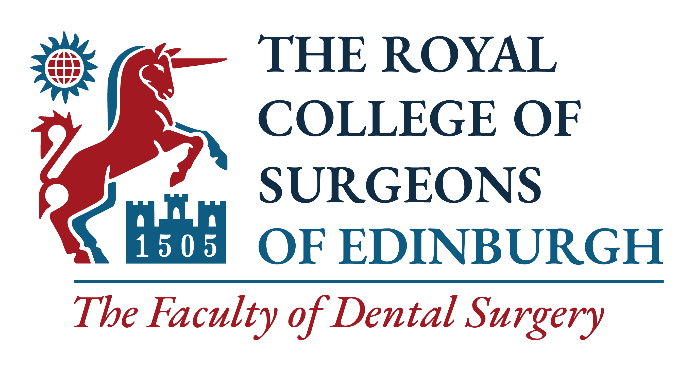 THE ROYAL
COLLEGE OF
SURGEONS
OF EDINBURGH
1505
The Faculty of Dental Surgery